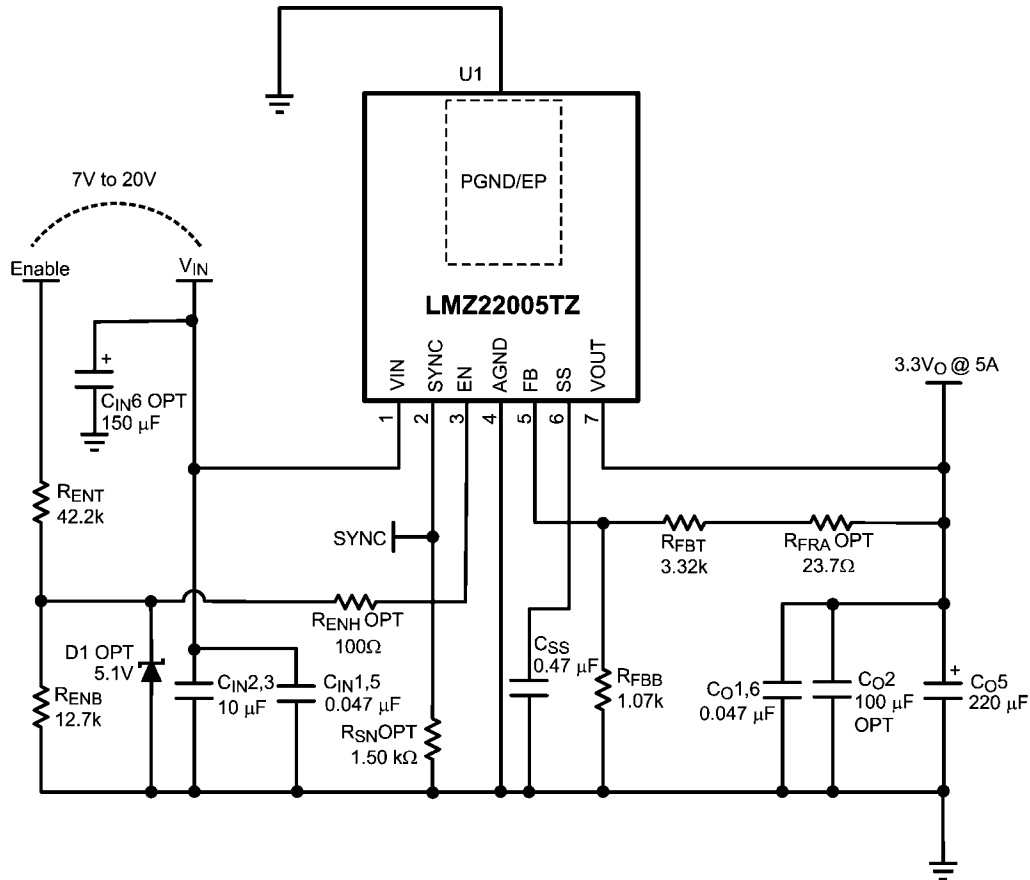 U1
PGND/EP
7V to 20V
Enable
VIN
LMZ22005TZ
VIN
SYNC
EN
AGND
FB
SS
VOUT
1
2
3
4
5
6
7
3.3VO @ 5A
+
CIN6 OPT
150 µF
RENT
42.2k
SYNC
RFBT
3.32k
RFRA OPT
23.7Ω
RENH OPT
100Ω
D1 OPT
5.1V
RENB
12.7k
CIN2,3
10 µF
CIN1,5
0.047 µF
RSNOPT
1.50 kΩ
CSS
0.47 µF
RFBB
1.07k
CO1,6
0.047 µF
CO2
100 µF
OPT
+
CO5
220 µF